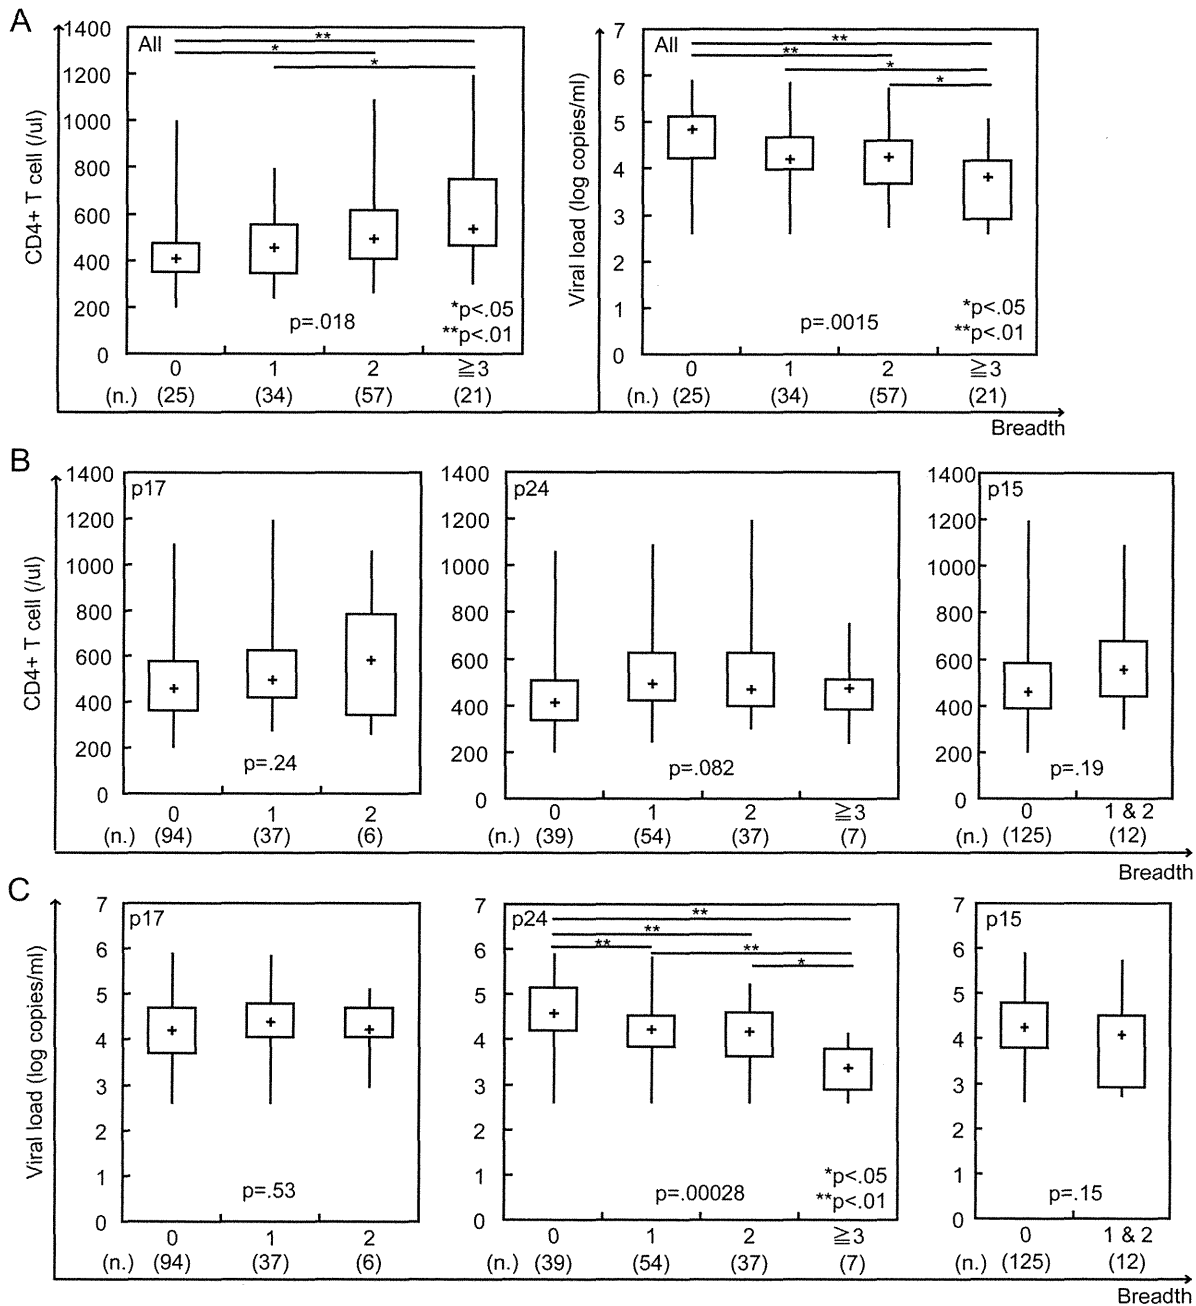 A
All
CD4+ T cell (/ul)
1400
1200
1000
800
600
400
200
0
**
*
*
p=.018
*p<.05
**p<.01
0 1 2 ≧3
(n.) (25) (34) (57) (21)
All
Viral load (log copies/ml)
7
6
5
4
3
2
1
0
**
**
*
*
p=.0015
*p<.05
**p<.01
0 1 2 ≧3
(n.) (25) (34) (57) (21)
Breadth
B
p17
CD4+ T cell (/ul)
1400
1200
1000
800
600
400
200
0
p=.24
0 1 2
(n.) (94) (37) (6)
p24
1400
1200
1000
800
600
400
200
0
p=.082
0 1 2 ≧3
(n.) (39) (54) (37) (7)
p15
1400
1200
1000
800
600
400
200
0
p=.19
0 1 & 2
(n.) (125) (12)
Breadth
C
p17
Viral load (log copies/ml)
7
6
5
4
3
2
1
0
p=.53
0 1 2
(n.) (94) (37) (6)
p24
7
6
5
4
3
2
1
0
**
**
**
**
*
p=.00028
*p<.05
**p<.01
0 1 2 ≧3
(n.) (39) (54) (37) (7)
p15
7
6
5
4
3
2
1
0
p=.15
0 1 & 2
(n.) (125) (12)
Breadth